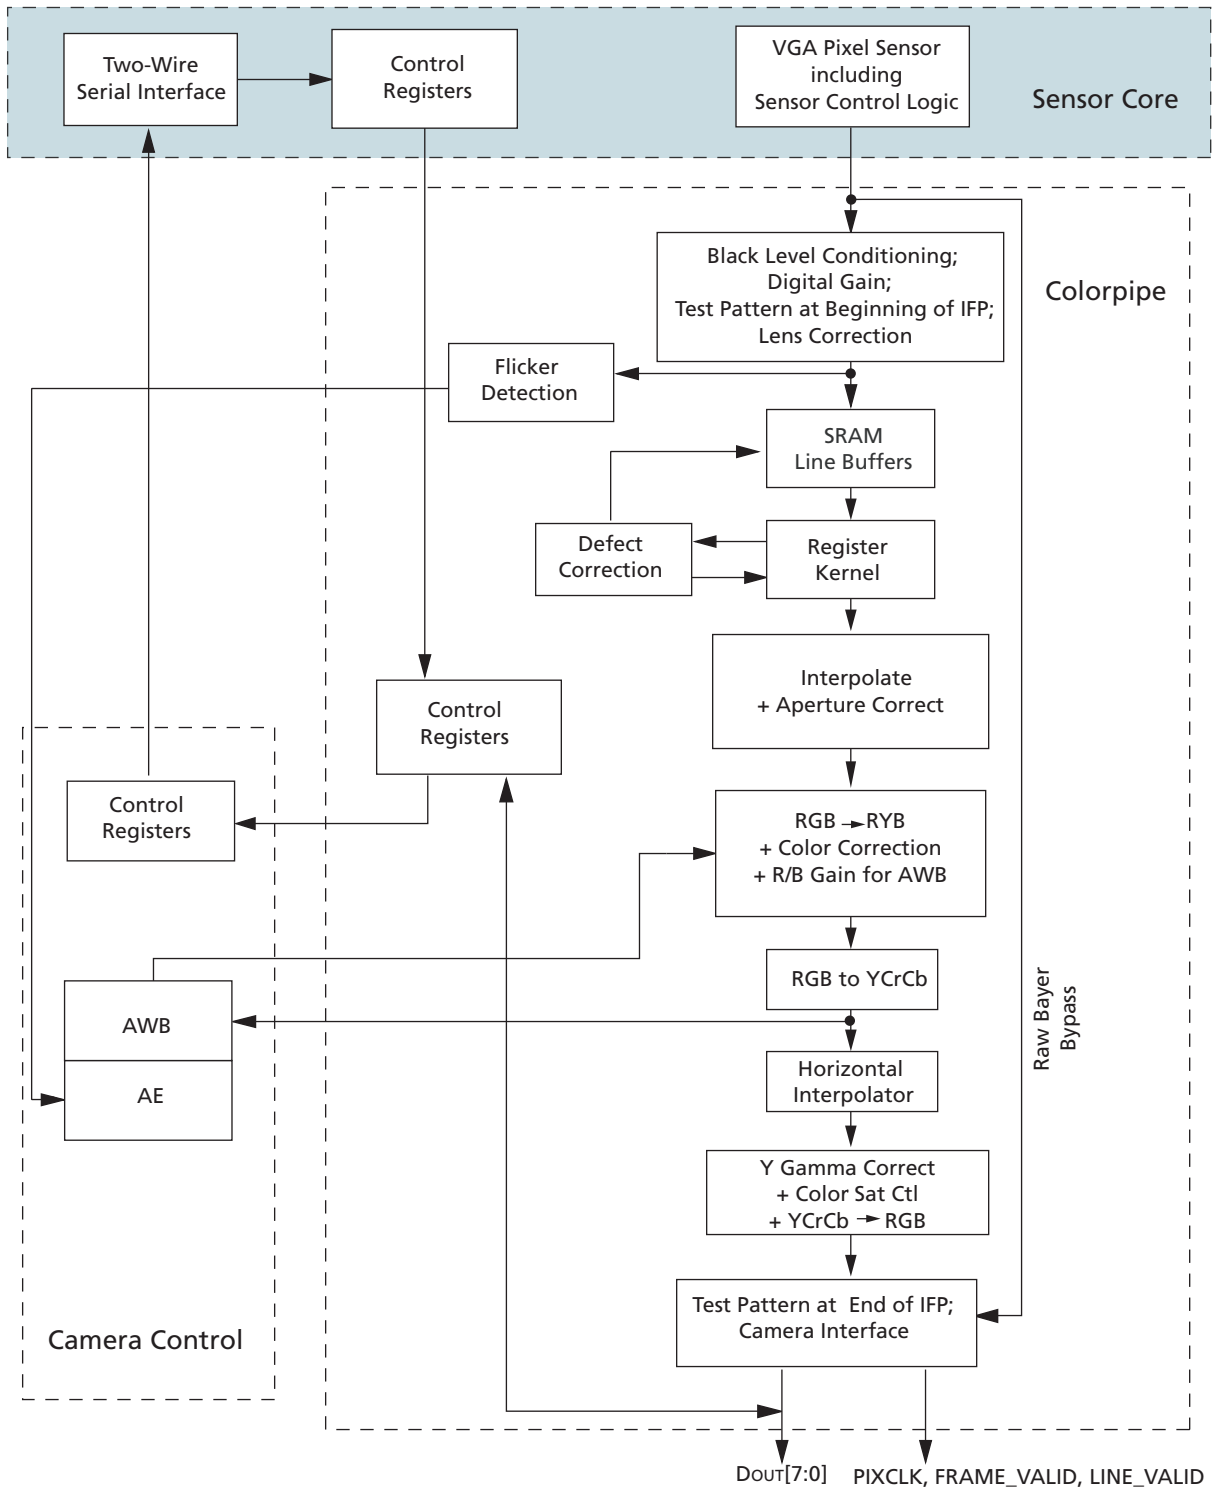 Two-Wire
Serial Interface
Control
Registers
VGA Pixel Sensor
including
Sensor Control Logic
Sensor Core
Black Level Conditioning;
Digital Gain;
Test Pattern at Beginning of IFP;
Lens Correction
Colorpipe
Flicker
Detection
SRAM
Line Buffers
Defect
Correction
Register
Kernel
Interpolate
+ Aperture Correct
Control
Registers
Control
Registers
RGB → RYB
+ Color Correction
+ R/B Gain for AWB
RGB to YCrCb
Raw Bayer
Bypass
AWB
AE
Horizontal
Interpolator
Y Gamma Correct
+ Color Sat Ctl
+ YCrCb → RGB
Test Pattern at End of IFP;
Camera Interface
Camera Control
DOUT[7:0]
PIXCLK, FRAME_VALID, LINE_VALID